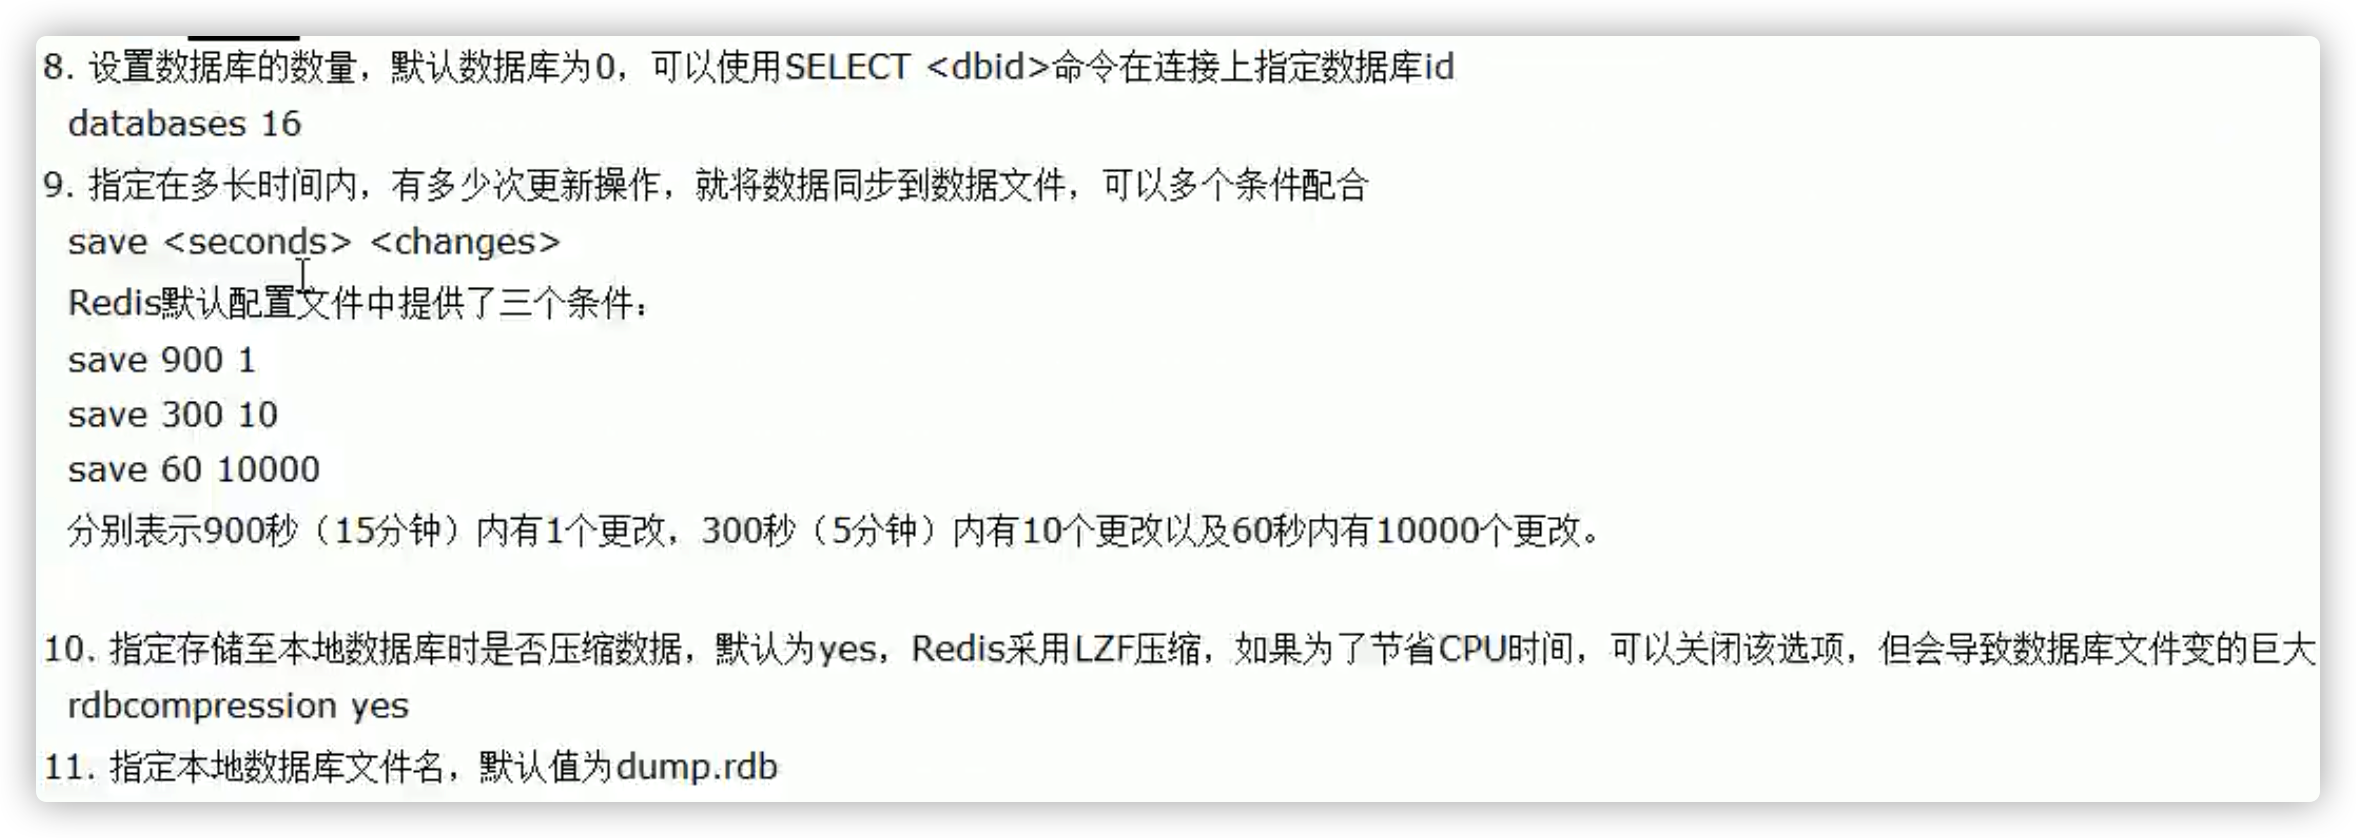 8. 设置数据库的数量，默认数据库为0，可以使用SELECT <dbid>命令在连接上指定数据库id
databases 16
9. 指定在多长时间内，有多少次更新操作，就将数据同步到数据文件，可以多个条件配合
save <seconds> <changes>
Redis默认配置文件中提供了三个条件：
save 900 1
save 300 10
save 60 10000
分别表示900秒（15分钟）内有1个更改，300秒（5分钟）内有10个更改以及60秒内有10000个更改。
10. 指定存储至本地数据库时是否压缩数据，默认为yes，Redis采用LZF压缩，如果为了节省CPU时间，可以关闭该选项，但会导致数据库文件变的巨大
rdbcompression yes
11. 指定本地数据库文件名，默认值为dump.rdb